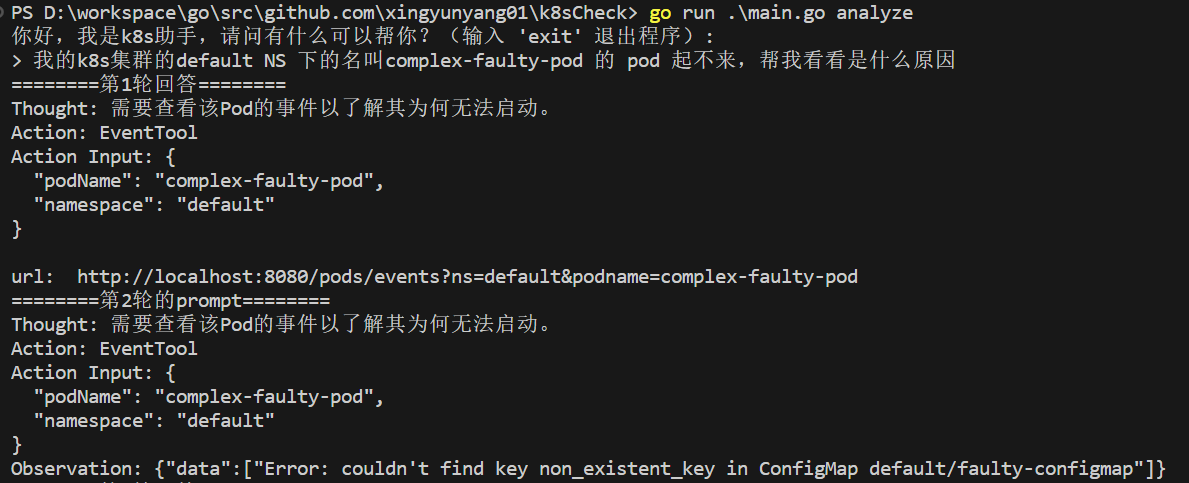 PS D:\workspace\go\src\github.com\xingyunyang01\k8sCheck> go run .\main.go analyze
你好，我是k8s助手，请问有什么可以帮你？（输入 'exit' 退出程序）：
> 我的k8s集群的default NS 下的名叫complex-faulty-pod 的 pod 起不来，帮我看看是什么原因
========第1轮回答========
Thought: 需要查看该Pod的事件以了解其为何无法启动。
Action: EventTool
Action Input: {
  "podName": "complex-faulty-pod",
  "namespace": "default"
}
url:  http://localhost:8080/pods/events?ns=default&podname=complex-faulty-pod
========第2轮的prompt========
Thought: 需要查看该Pod的事件以了解其为何无法启动。
Action: EventTool
Action Input: {
  "podName": "complex-faulty-pod",
  "namespace": "default"
}
Observation: {"data":["Error: couldn't find key non_existent_key in ConfigMap default/faulty-configmap"]}